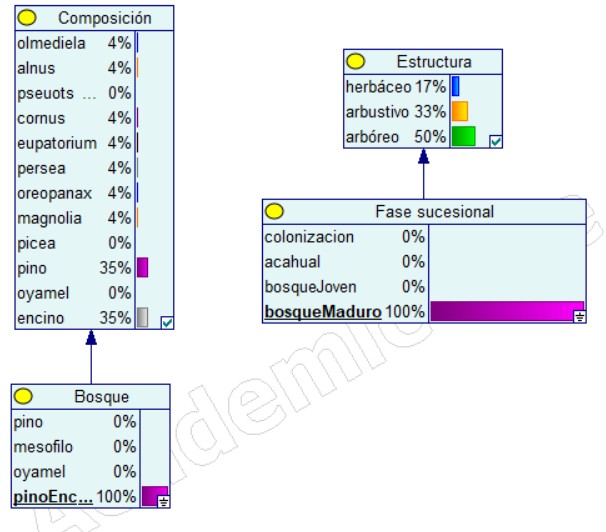 Composición
olmediela 4%
alnus 4%
pseuots ... 0%
cornus 4%
eupatorium 4%
persea 4%
oreopanax 4%
magnolia 4%
picea 0%
pino 35%
oyamel 0%
encino 35%
Estructura
herbáceo 17%
arbustivo 33%
arbóreo 50%
Fase sucesional
colonizacion 0%
acahual 0%
bosqueJoven 0%
bosqueMaduro 100%
Bosque
pino 0%
mesofilo 0%
oyamel 0%
pinoEnc... 100%